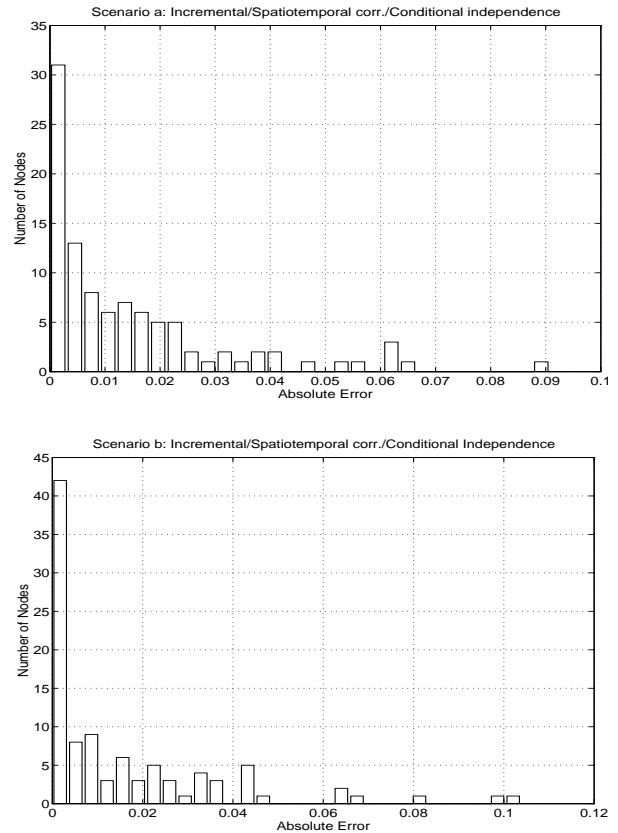 Scenario a: Incremental/Spatiotemporal corr./Conditional independence
35
30
25
20
15
10
5
0
Number of Nodes
0 0.01 0.02 0.03 0.04 0.05 0.06 0.07 0.08 0.09 0.1
Absolute Error
Scenario b: Incremental/Spatiotemporal corr./Conditional Independence
45
40
35
30
25
20
15
10
5
0
Number of Nodes
0 0.02 0.04 0.06 0.08 0.1 0.12
Absolute Error